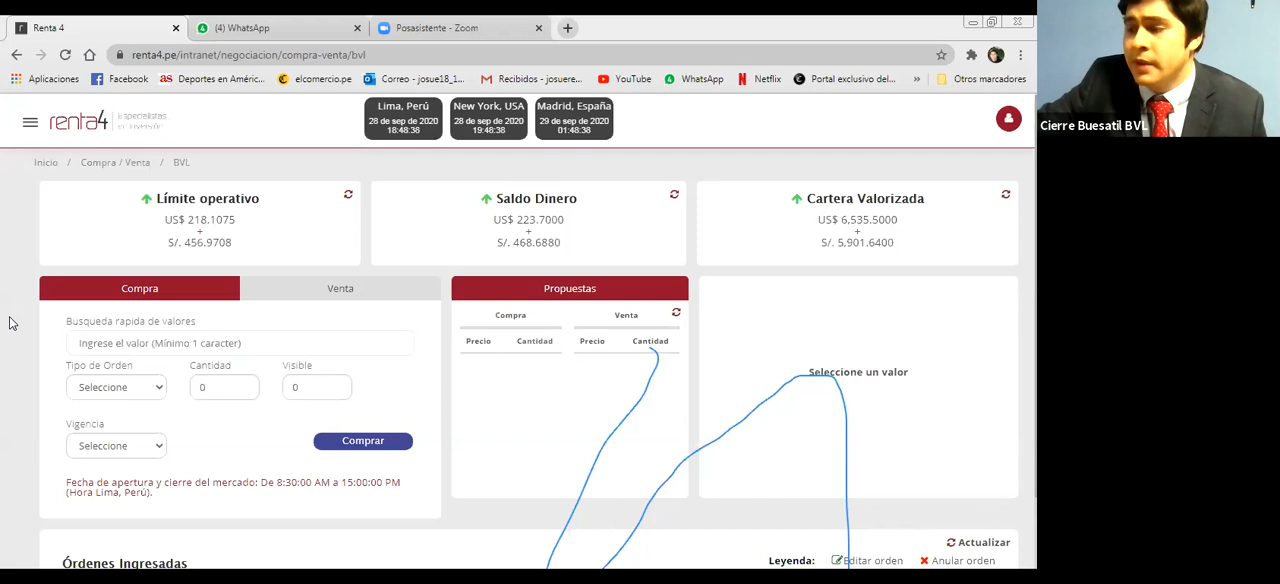 Renta 4
(4) WhatsApp
Posasistente - Zoom
renta4.pe/intranet/negociacion/compra-venta/bvl
Aplicaciones
Facebook
as Deportes en Améric...
elcomercio.pe
Correo - josue18_1...
Recibidos - josuere...
YouTube
WhatsApp
Netflix
Portal exclusivo del...
»
Otros marcadores
renta4
Especialistas en inversión
Lima, Perú
28 de sep de 2020
18:48:38
New York, USA
28 de sep de 2020
19:48:38
Madrid, España
29 de sep de 2020
01:48:38
Cierre Buesatil BVL
Inicio / Compra / Venta / BVL
Límite operativo
US$ 218.1075
+
S/. 456.9708
Saldo Dinero
US$ 223.7000
+
S/. 468.6880
Cartera Valorizada
US$ 6,535.5000
+
S/. 5,901.6400
Compra
Venta
Busqueda rapida de valores
Ingrese el valor (Mínimo 1 caracter)
Tipo de Orden
Cantidad
Visible
Seleccione
0
0
Vigencia
Seleccione
Comprar
Fecha de apertura y cierre del mercado: De 8:30:00 AM a 15:00:00 PM
(Hora Lima, Perú).
Propuestas
Compra
Venta
Precio
Cantidad
Precio
Cantidad
Seleccione un valor
Actualizar
Órdenes Ingresadas
Leyenda:
Editar orden
Anular orden